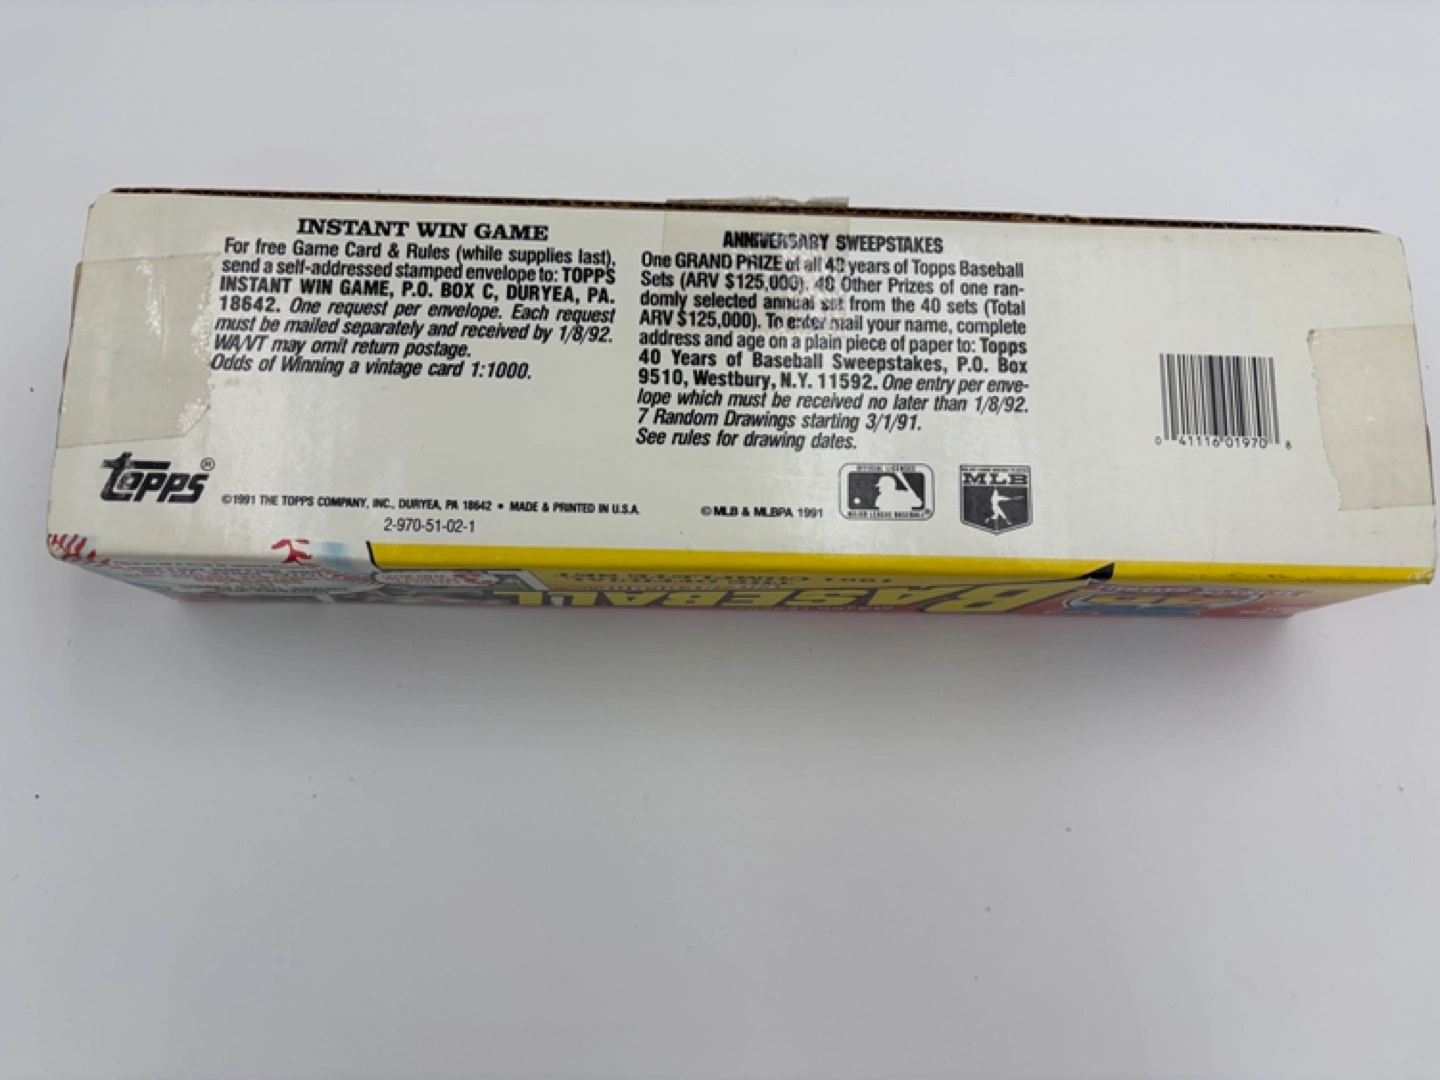 INSTANT WIN GAME
For free Game Card & Rules (while supplies last),
send a self-addressed stamped envelope to: TOPPS
INSTANT WIN GAME, P.O. BOX C, DURYEA, PA.
18642. One request per envelope. Each request
must be mailed separately and received by 1/8/92.
WA/VT may omit return postage.
Odds of Winning a vintage card 1:1000.
ANNIVERSARY SWEEPSTAKES
One GRAND PRIZE of all 40 years of Topps Baseball
Sets (ARV $125,000). 40 Other Prizes of one ran-
domly selected annual set from the 40 sets (Total
ARV $125,000). To enter mail your name, complete
address and age on a plain piece of paper to: Topps
40 Years of Baseball Sweepstakes, P.O. Box
9510, Westbury, N.Y. 11592. One entry per enve-
lope which must be received no later than 1/8/92.
7 Random Drawings starting 3/1/91.
See rules for drawing dates.
0 41116 01970 8
topps®
©1991 THE TOPPS COMPANY, INC., DURYEA, PA 18642 • MADE & PRINTED IN U.S.A.
2-970-51-02-1
© MLB & MLBPA 1991
OFFICIAL LICENSEE
MAJOR LEAGUE BASEBALL
MLB
1991 COMPLETE SET
BASEBALL